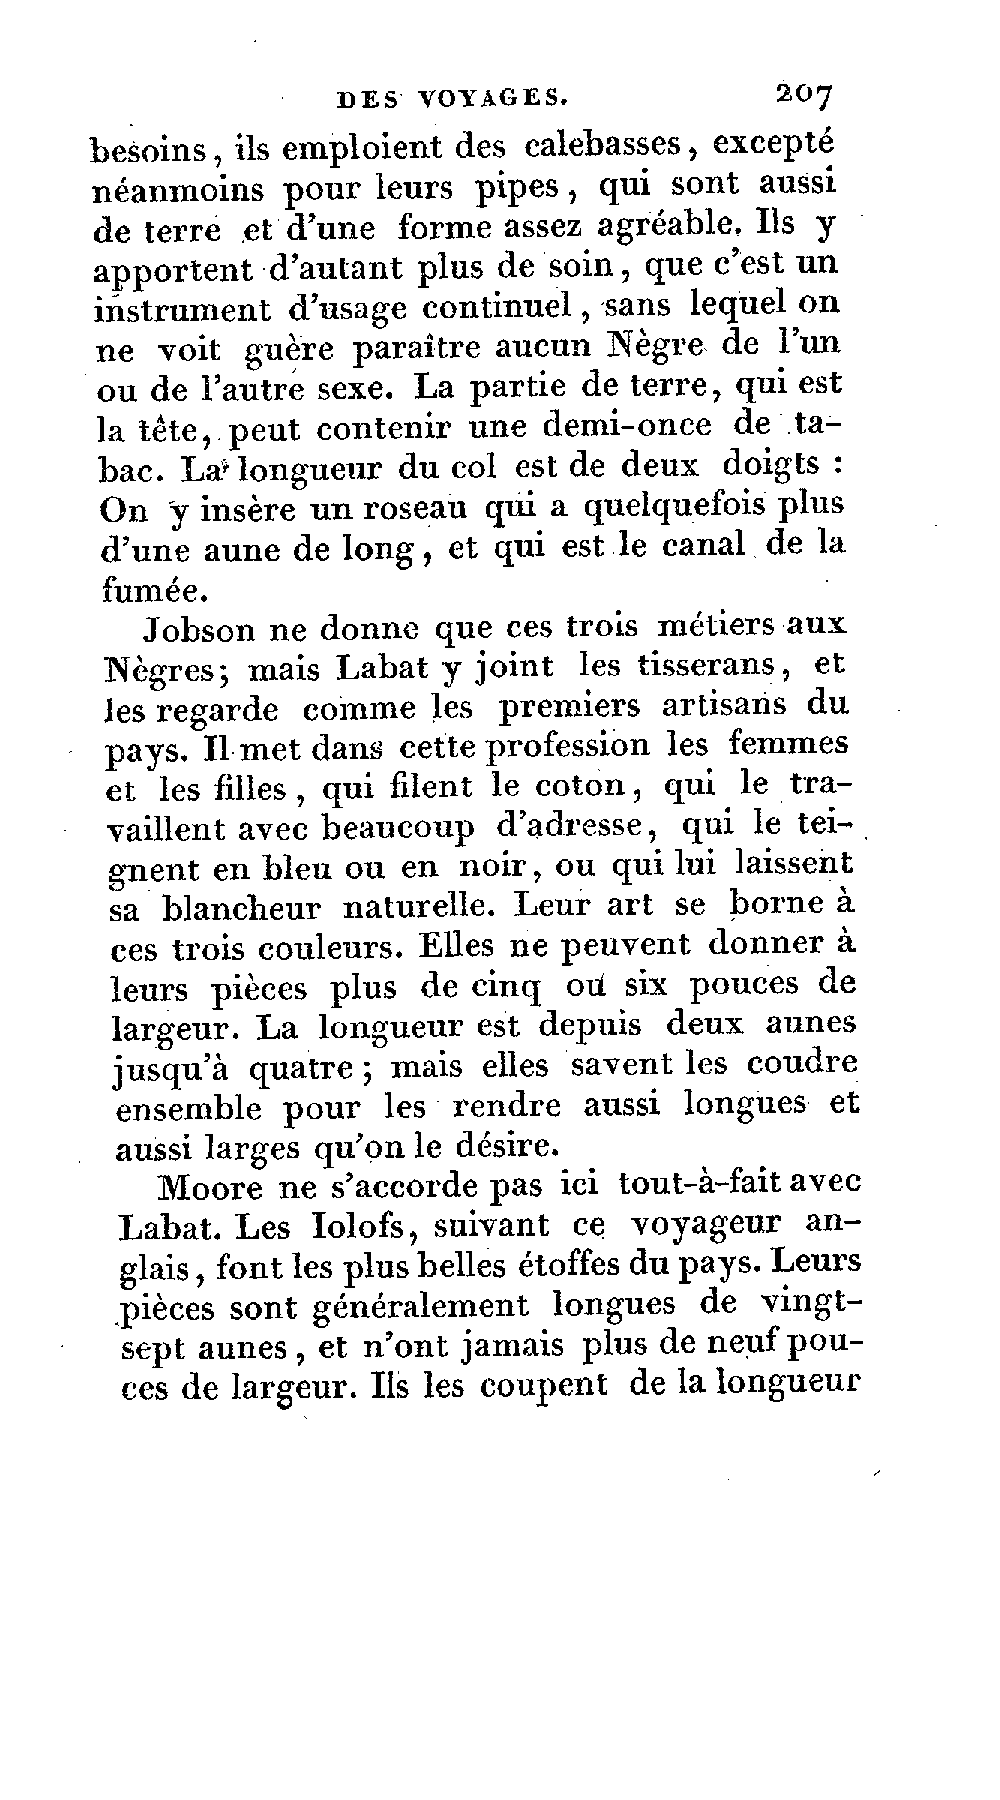 DES VOYAGES. 207
besoins, ils emploient des calebasses, excepté
néanmoins pour leurs pipes, qui sont aussi
de terre et d'une forme assez agréable. Ils y
apportent d'autant plus de soin, que c'est un
instrument d'usage continuel, sans lequel on
ne voit guère paraître aucun Nègre de l'un
ou de l'autre sexe. La partie de terre, qui est
la tête, peut contenir une demi-once de ta-
bac. La longueur du col est de deux doigts :
On y insère un roseau qui a quelquefois plus
d'une aune de long, et qui est le canal de la
fumée.
Jobson ne donne que ces trois métiers aux
Nègres; mais Labat y joint les tisserans, et
les regarde comme les premiers artisans du
pays. Il met dans cette profession les femmes
et les filles, qui filent le coton, qui le tra-
vaillent avec beaucoup d'adresse, qui le tei-
gnent en bleu ou en noir, ou qui lui laissent
sa blancheur naturelle. Leur art se borne à
ces trois couleurs. Elles ne peuvent donner à
leurs pièces plus de cinq ou six pouces de
largeur. La longueur est depuis deux aunes
jusqu'à quatre ; mais elles savent les coudre
ensemble pour les rendre aussi longues et
aussi larges qu'on le désire.
Moore ne s'accorde pas ici tout-à-fait avec
Labat. Les Iolofs, suivant ce voyageur an-
glais, font les plus belles étoffes du pays. Leurs
pièces sont généralement longues de vingt-
sept aunes, et n'ont jamais plus de neuf pou-
ces de largeur. Ils les coupent de la longueur